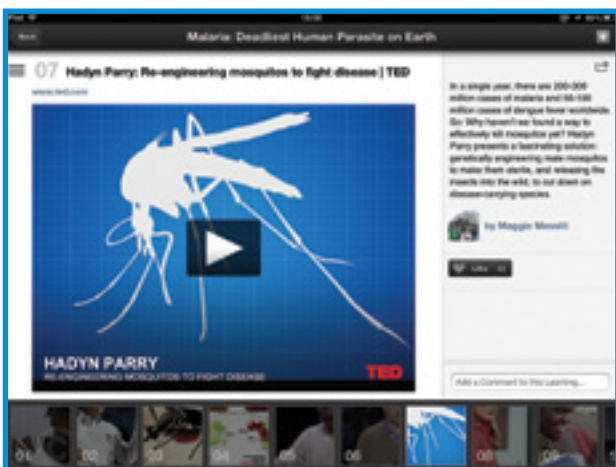 iPad
Back
Malaria: Deadliest Human Parasite on Earth
07 Hadyn Parry: Re-engineering mosquitos to fight disease | TED
www.ted.com
HADYN PARRY
RE-ENGINEERING MOSQUITOS TO FIGHT DISEASE
TED
In a single year, there are 200-300
million cases of malaria and 50-100
million cases of dengue fever worldwide.
So: Why haven't we found a way to
effectively kill mosquitos yet? Hadyn
Parry presents a fascinating solution:
genetically engineering male mosquitos
to make them sterile, and releasing the
insects into the wild, to cut down on
disease-carrying species.
by Maggie Messitt
Like
Add a Comment to this Learning...
01
02
03
04
05
06
08
09